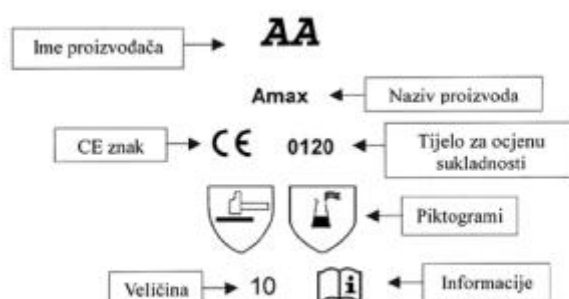 Ime proizvođača
AA
Amax
Naziv proizvoda
CE znak
CE
0120
Tijelo za ocjenu
sukladnosti
Piktogrami
Veličina
10
i
Informacije